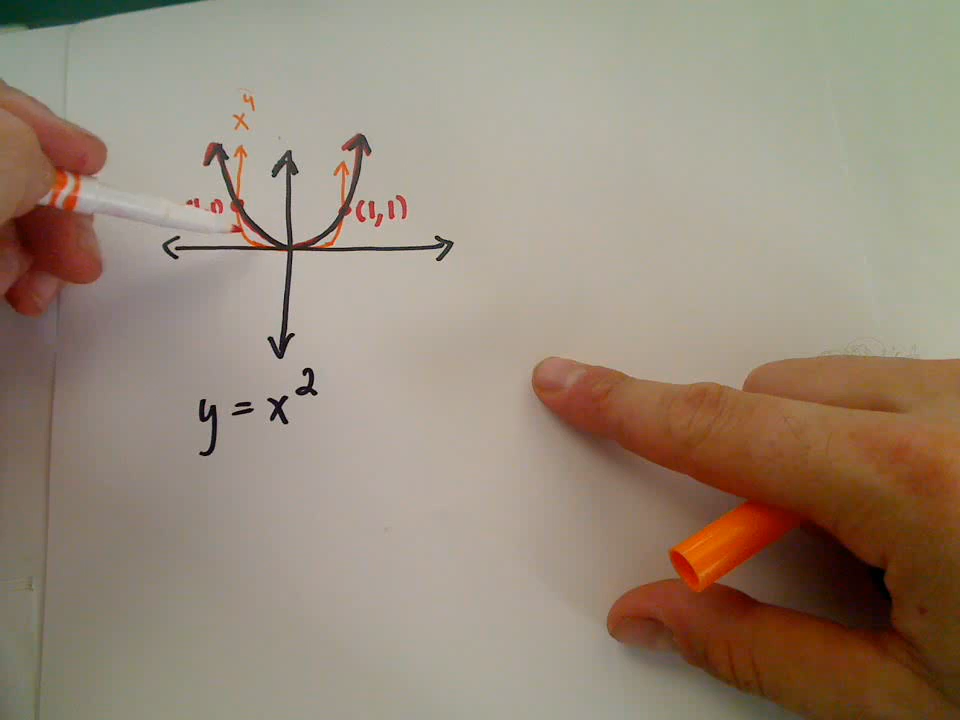 x⁴
(1,1)
y = x²